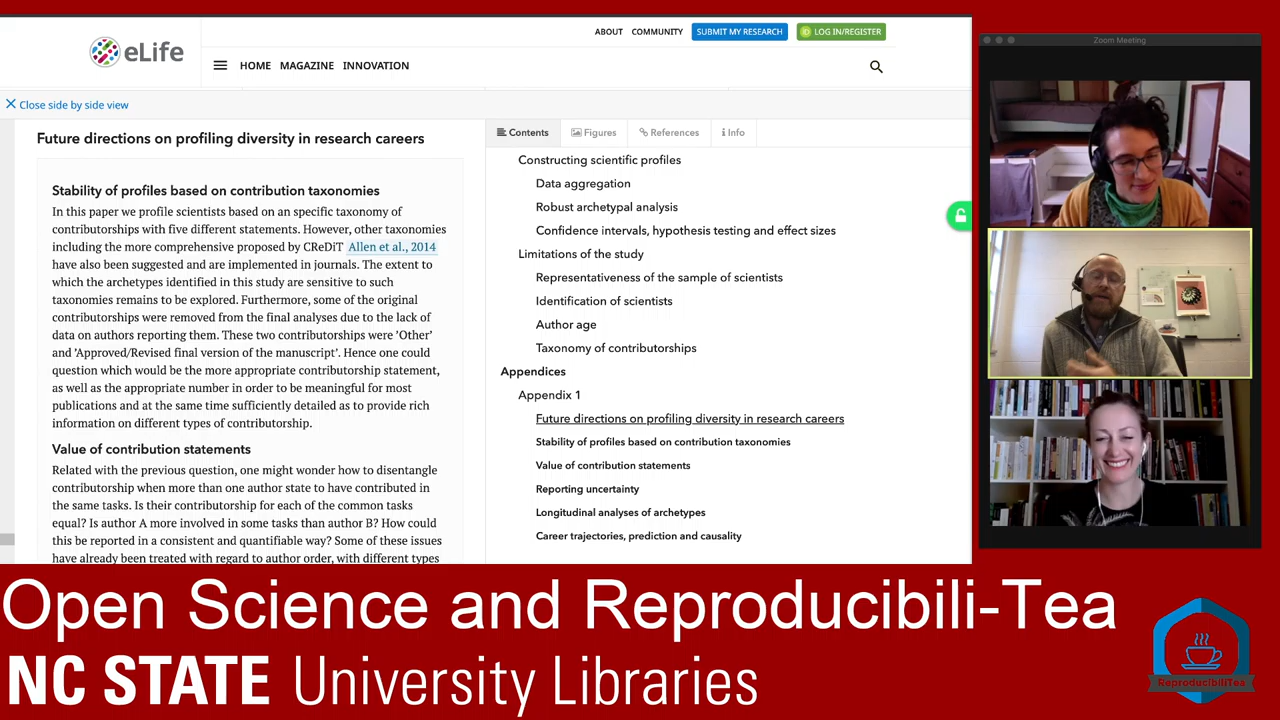 eLife
ABOUT COMMUNITY SUBMIT MY RESEARCH LOG IN/REGISTER
HOME MAGAZINE INNOVATION
Close side by side view
Future directions on profiling diversity in research careers
Stability of profiles based on contribution taxonomies
In this paper we profile scientists based on an specific taxonomy of
contributorships with five different statements. However, other taxonomies
including the more comprehensive proposed by CReDiT Allen et al., 2014
have also been suggested and are implemented in journals. The extent to
which the archetypes identified in this study are sensitive to such
taxonomies remains to be explored. Furthermore, some of the original
contributorships were removed from the final analyses due to the lack of
data on authors reporting them. These two contributorships were 'Other'
and 'Approved/Revised final version of the manuscript'. Hence one could
question which would be the more appropriate contributorship statement,
as well as the appropriate number in order to be meaningful for most
publications and at the same time sufficiently detailed as to provide rich
information on different types of contributorship.
Value of contribution statements
Related with the previous question, one might wonder how to disentangle
contributorship when more than one author state to have contributed in
the same tasks. Is their contributorship for each of the common tasks
equal? Is author A more involved in some tasks than author B? How could
this be reported in a consistent and quantifiable way? Some of these issues
have already been treated with regard to author order, with different types
Contents Figures References Info
Constructing scientific profiles
Data aggregation
Robust archetypal analysis
Confidence intervals, hypothesis testing and effect sizes
Limitations of the study
Representativeness of the sample of scientists
Identification of scientists
Author age
Taxonomy of contributorships
Appendices
Appendix 1
Future directions on profiling diversity in research careers
Stability of profiles based on contribution taxonomies
Value of contribution statements
Reporting uncertainty
Longitudinal analyses of archetypes
Career trajectories, prediction and causality
Zoom Meeting
Open Science and Reproducibili-Tea
NC STATE University Libraries
ReproducibiliTea